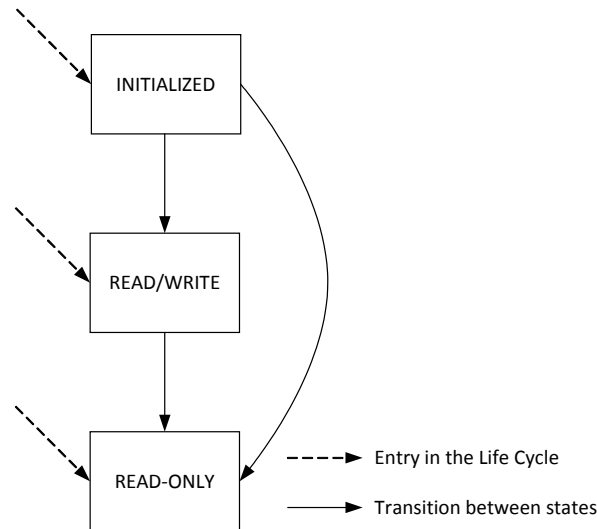 INITIALIZED
READ/WRITE
READ-ONLY
Entry in the Life Cycle
Transition between states